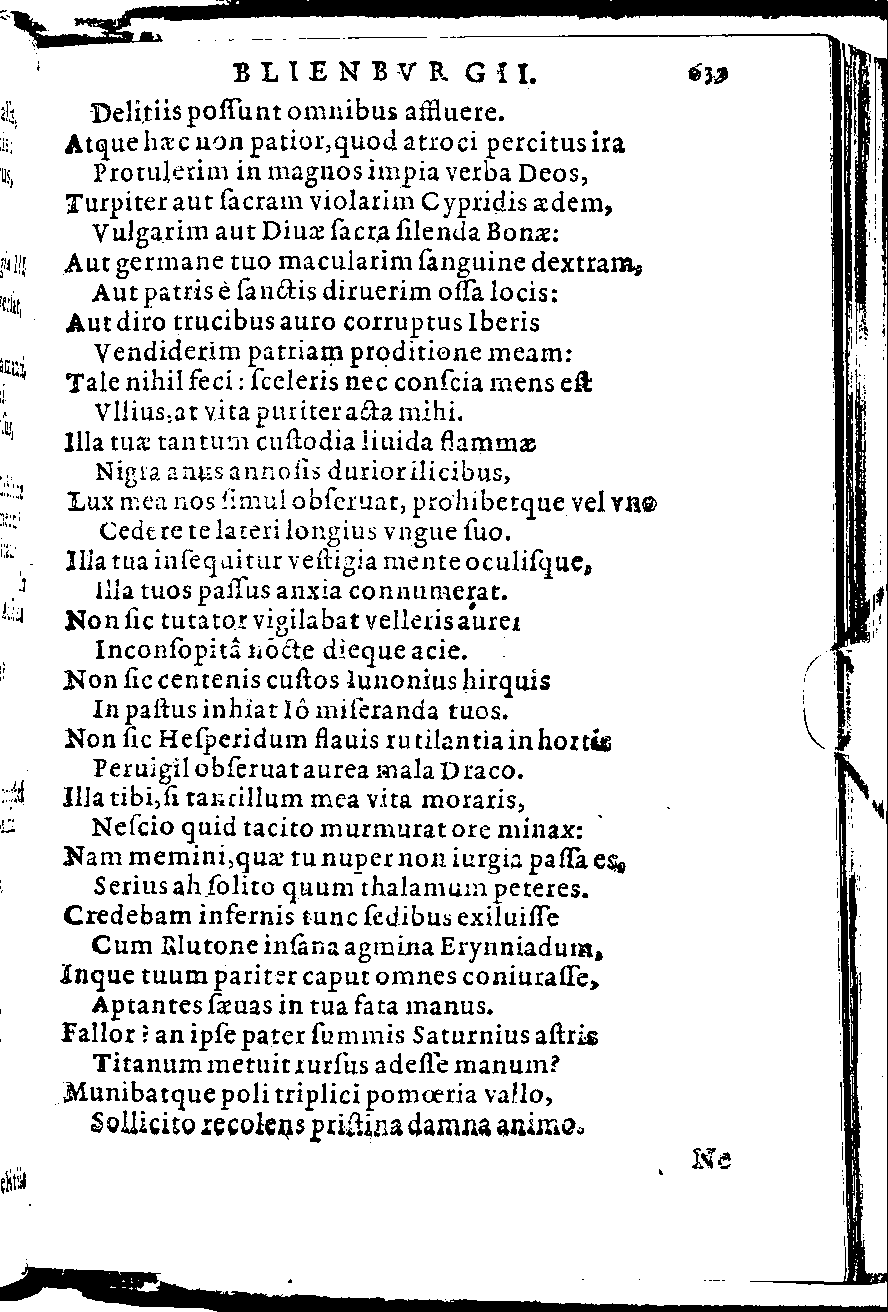 BLIENBVRGII. 632
Delitiis poſſunt omnibus affluere.
Atque hæc non patior, quod atroci percitus ira
Protulerim in magnos impia verba Deos,
Turpiter aut ſacram violarim Cypridis ædem,
Vulgarim aut Diuæ ſacra ſilenda Bonæ:
Aut germane tuo macularim ſanguine dextram,
Aut patris è ſanctis diruerim oſſa locis:
Aut diro trucibus auro corruptus Iberis
Vendiderim patriam proditione meam:
Tale nihil feci: ſceleris nec conſcia mens eſt
Vllius, at vita puriter acta mihi.
Illa tuæ tantum cuſtodia liuida flammæ
Nigra anus annoſis durior ilicibus,
Lux mea nos ſimul obſeruat, prohibetque vel vno
Cedere te lateri longius vngue ſuo.
Illa tua inſequitur veſtigia mente oculiſque,
Illa tuos paſſus anxia connumerat.
Non ſic tutator vigilabat velleris aurei
Inconſopitâ nocte dieque acie.
Non ſic centenis cuſtos Iunonius hirquis
In paſtus inhiat Iô miſeranda tuos.
Non ſic Heſperidum flauis rutilantia in hortis
Peruigil obſeruat aurea mala Draco.
Illa tibi, ſi tantillum mea vita moraris,
Neſcio quid tacito murmurat ore minax:
Nam memini, quæ tu nuper non iurgia paſſa es,
Serius ah ſolito quum thalamum peteres.
Credebam infernis tunc ſedibus exiluiſſe
Cum Plutone inſana agmina Erynniadum,
Inque tuum pariter caput omnes coniuraſſe,
Aptantes ſæuas in tua fata manus.
Fallor? an ipſe pater ſummis Saturnius aſtris
Titanum metuit rurſus adeſſe manum?
Munibatque poli triplici pomœria vallo,
Sollicito recolens priſtina damna animo.
Ne